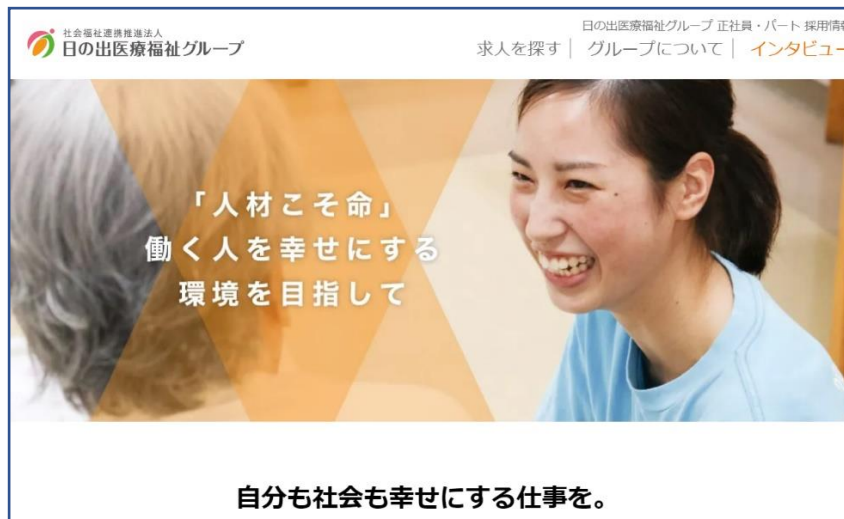 社会福祉連携推進法人
日の出医療福祉グループ
日の出医療福祉グループ 正社員・パート 採用情報
求人を探す│ グループについて│ インタビュー
「人材こそ命」
働く人を幸せにする
環境を目指して
自分も社会も幸せにする仕事を。